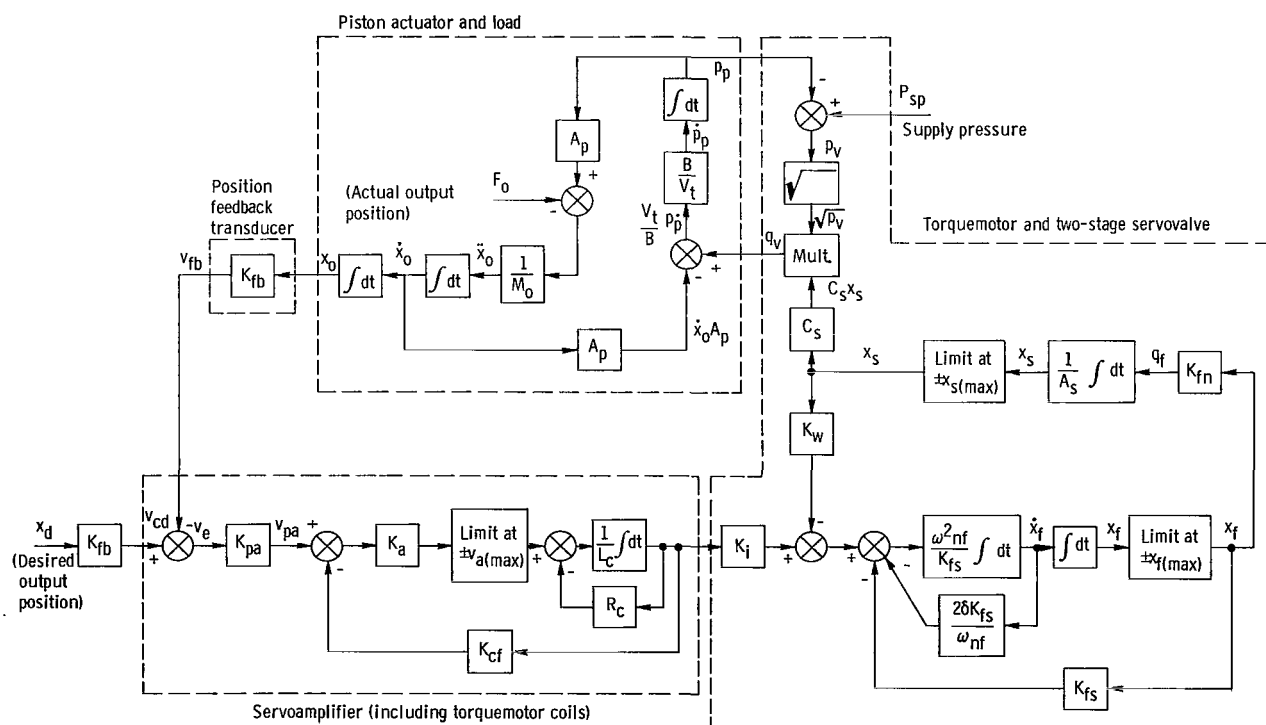 Piston actuator and load
p_p
∫ dt
-
+
P_sp
Supply pressure
A_p
ṗ_p
p_v
B
V_t
√
+
F_o
-
Position
feedback
transducer
(Actual output
position)
V_t
B
ṗ_p
√p_v
Torquemotor and two-stage servovalve
q_v
+
-
Mult.
v_fb
K_fb
x_o
∫ dt
ẋ_o
∫ dt
ẍ_o
1
M_o
C_s x_s
ẋ_o A_p
A_p
C_s
x_s
Limit at
±x_s(max)
x_s
1
A_s
∫ dt
q_f
K_fn
K_w
x_d
K_fb
v_cd
+
-
v_e
K_pa
v_pa
+
-
K_a
Limit at
±v_a(max)
+
-
1
L_c
∫dt
K_i
+
-
+
-
-
ω²nf
K_fs
∫ dt
ẋ_f
∫dt
x_f
Limit at
±x_f(max)
x_f
(Desired
output
position)
R_c
2δK_fs
ω_nf
K_cf
K_fs
Servoamplifier (including torquemotor coils)